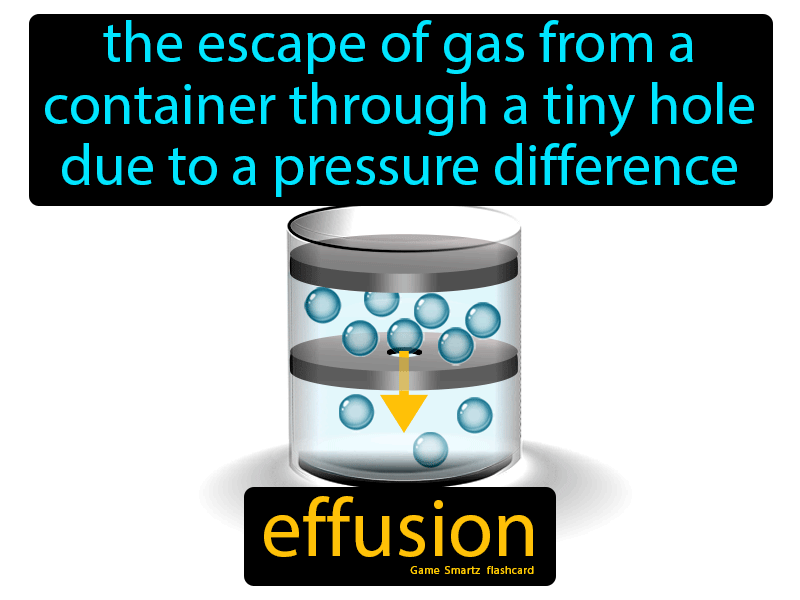 the escape of gas from a
container through a tiny hole
due to a pressure difference
effusion
Game Smartz flashcard